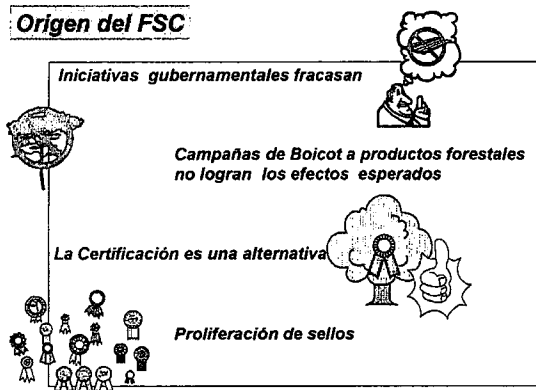 Origen del FSC
Iniciativas gubernamentales fracasan
Campañas de Boicot a productos forestales
no logran los efectos esperados
La Certificación es una alternativa
Proliferación de sellos